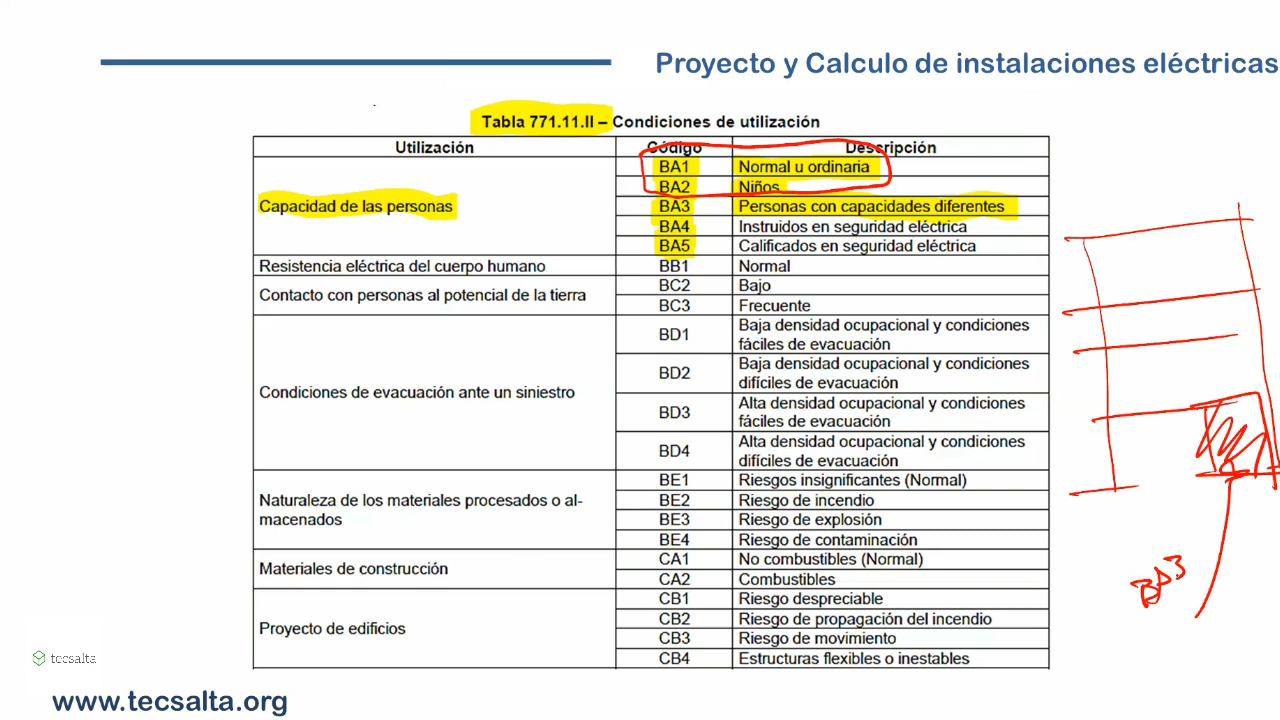 Proyecto y Calculo de instalaciones eléctricas
Tabla 771.11.II – Condiciones de utilización
Utilización Código Descripción
Capacidad de las personas
BA1 Normal u ordinaria
BA2 Niños
BA3 Personas con capacidades diferentes
BA4 Instruidos en seguridad eléctrica
BA5 Calificados en seguridad eléctrica
Resistencia eléctrica del cuerpo humano BB1 Normal
Contacto con personas al potencial de la tierra
BC2 Bajo
BC3 Frecuente
Condiciones de evacuación ante un siniestro
BD1 Baja densidad ocupacional y condiciones
fáciles de evacuación
BD2 Baja densidad ocupacional y condiciones
difíciles de evacuación
BD3 Alta densidad ocupacional y condiciones
fáciles de evacuación
BD4 Alta densidad ocupacional y condiciones
difíciles de evacuación
Naturaleza de los materiales procesados o al-
macenados
BE1 Riesgos insignificantes (Normal)
BE2 Riesgo de incendio
BE3 Riesgo de explosión
BE4 Riesgo de contaminación
Materiales de construcción
CA1 No combustibles (Normal)
CA2 Combustibles
Proyecto de edificios
CB1 Riesgo despreciable
CB2 Riesgo de propagación del incendio
CB3 Riesgo de movimiento
CB4 Estructuras flexibles o inestables
BA3
tecsalta
www.tecsalta.org